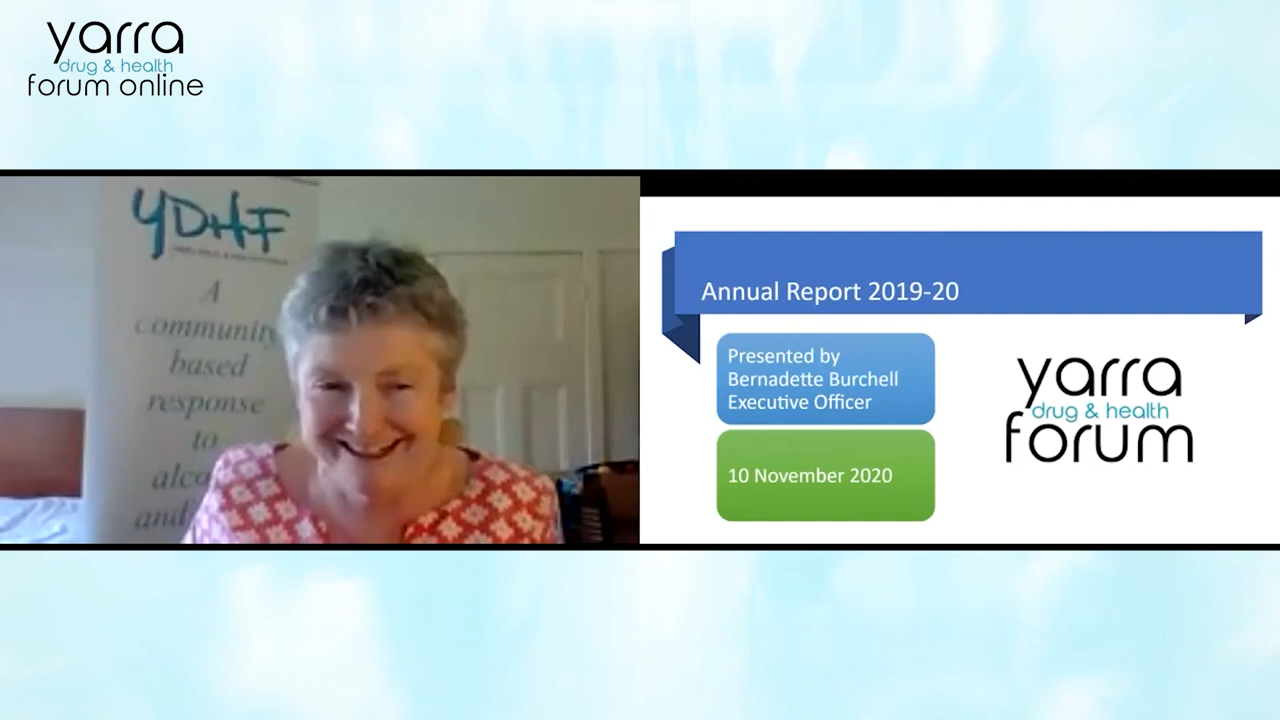 yarra
drug & health
forum online
YDHF
A
community
based
response
to
Annual Report 2019-20
Presented by
Bernadette Burchell
Executive Officer
10 November 2020
yarra
drug & health
forum